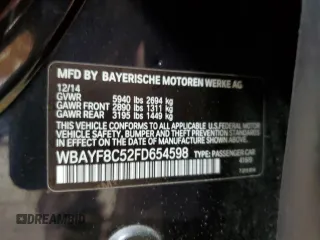 MFD BY BAYERISCHE MOTOREN WERKE AG
12/14
GVWR 5940 lbs 2694 kg
GAWR FRONT 2890 lbs 1311 kg
GAWR REAR 3195 lbs 1449 kg
THIS VEHICLE CONFORMS TO ALL APPLICABLE U.S. FEDERAL MOTOR
VEHICLE SAFETY, BUMPER AND THEFT PREVENTION STANDARDS
IN EFFECT ON THE DATE OF MANUFACTURE SHOWN ABOVE.
WBAYF8C52FD654598 TYPE: PASSENGER CAR